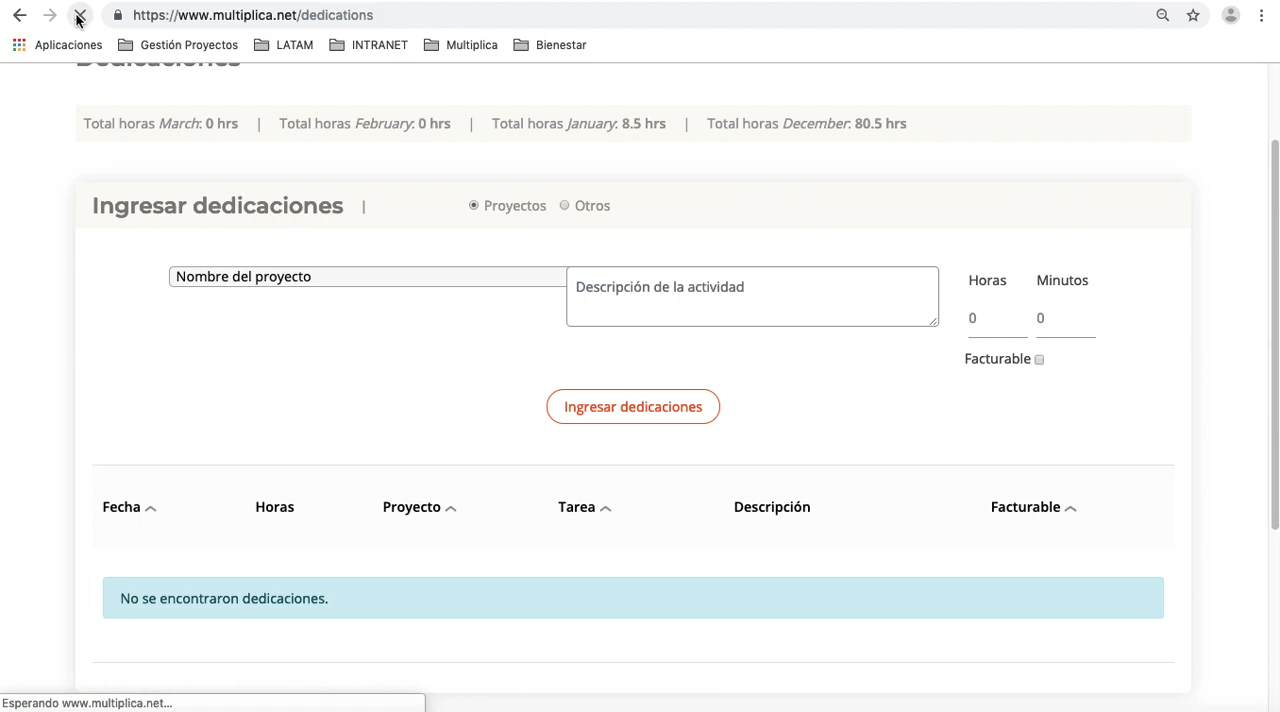 https://www.multiplica.net/dedications
Aplicaciones Gestión Proyectos LATAM INTRANET Multiplica Bienestar
Dedicaciones
Total horas March: 0 hrs | Total horas February: 0 hrs | Total horas January: 8.5 hrs | Total horas December: 80.5 hrs
Ingresar dedicaciones | Proyectos Otros
Nombre del proyecto
Descripción de la actividad
Horas Minutos
0 0
Facturable
Ingresar dedicaciones
Fecha Horas Proyecto Tarea Descripción Facturable
No se encontraron dedicaciones.
Esperando www.multiplica.net...